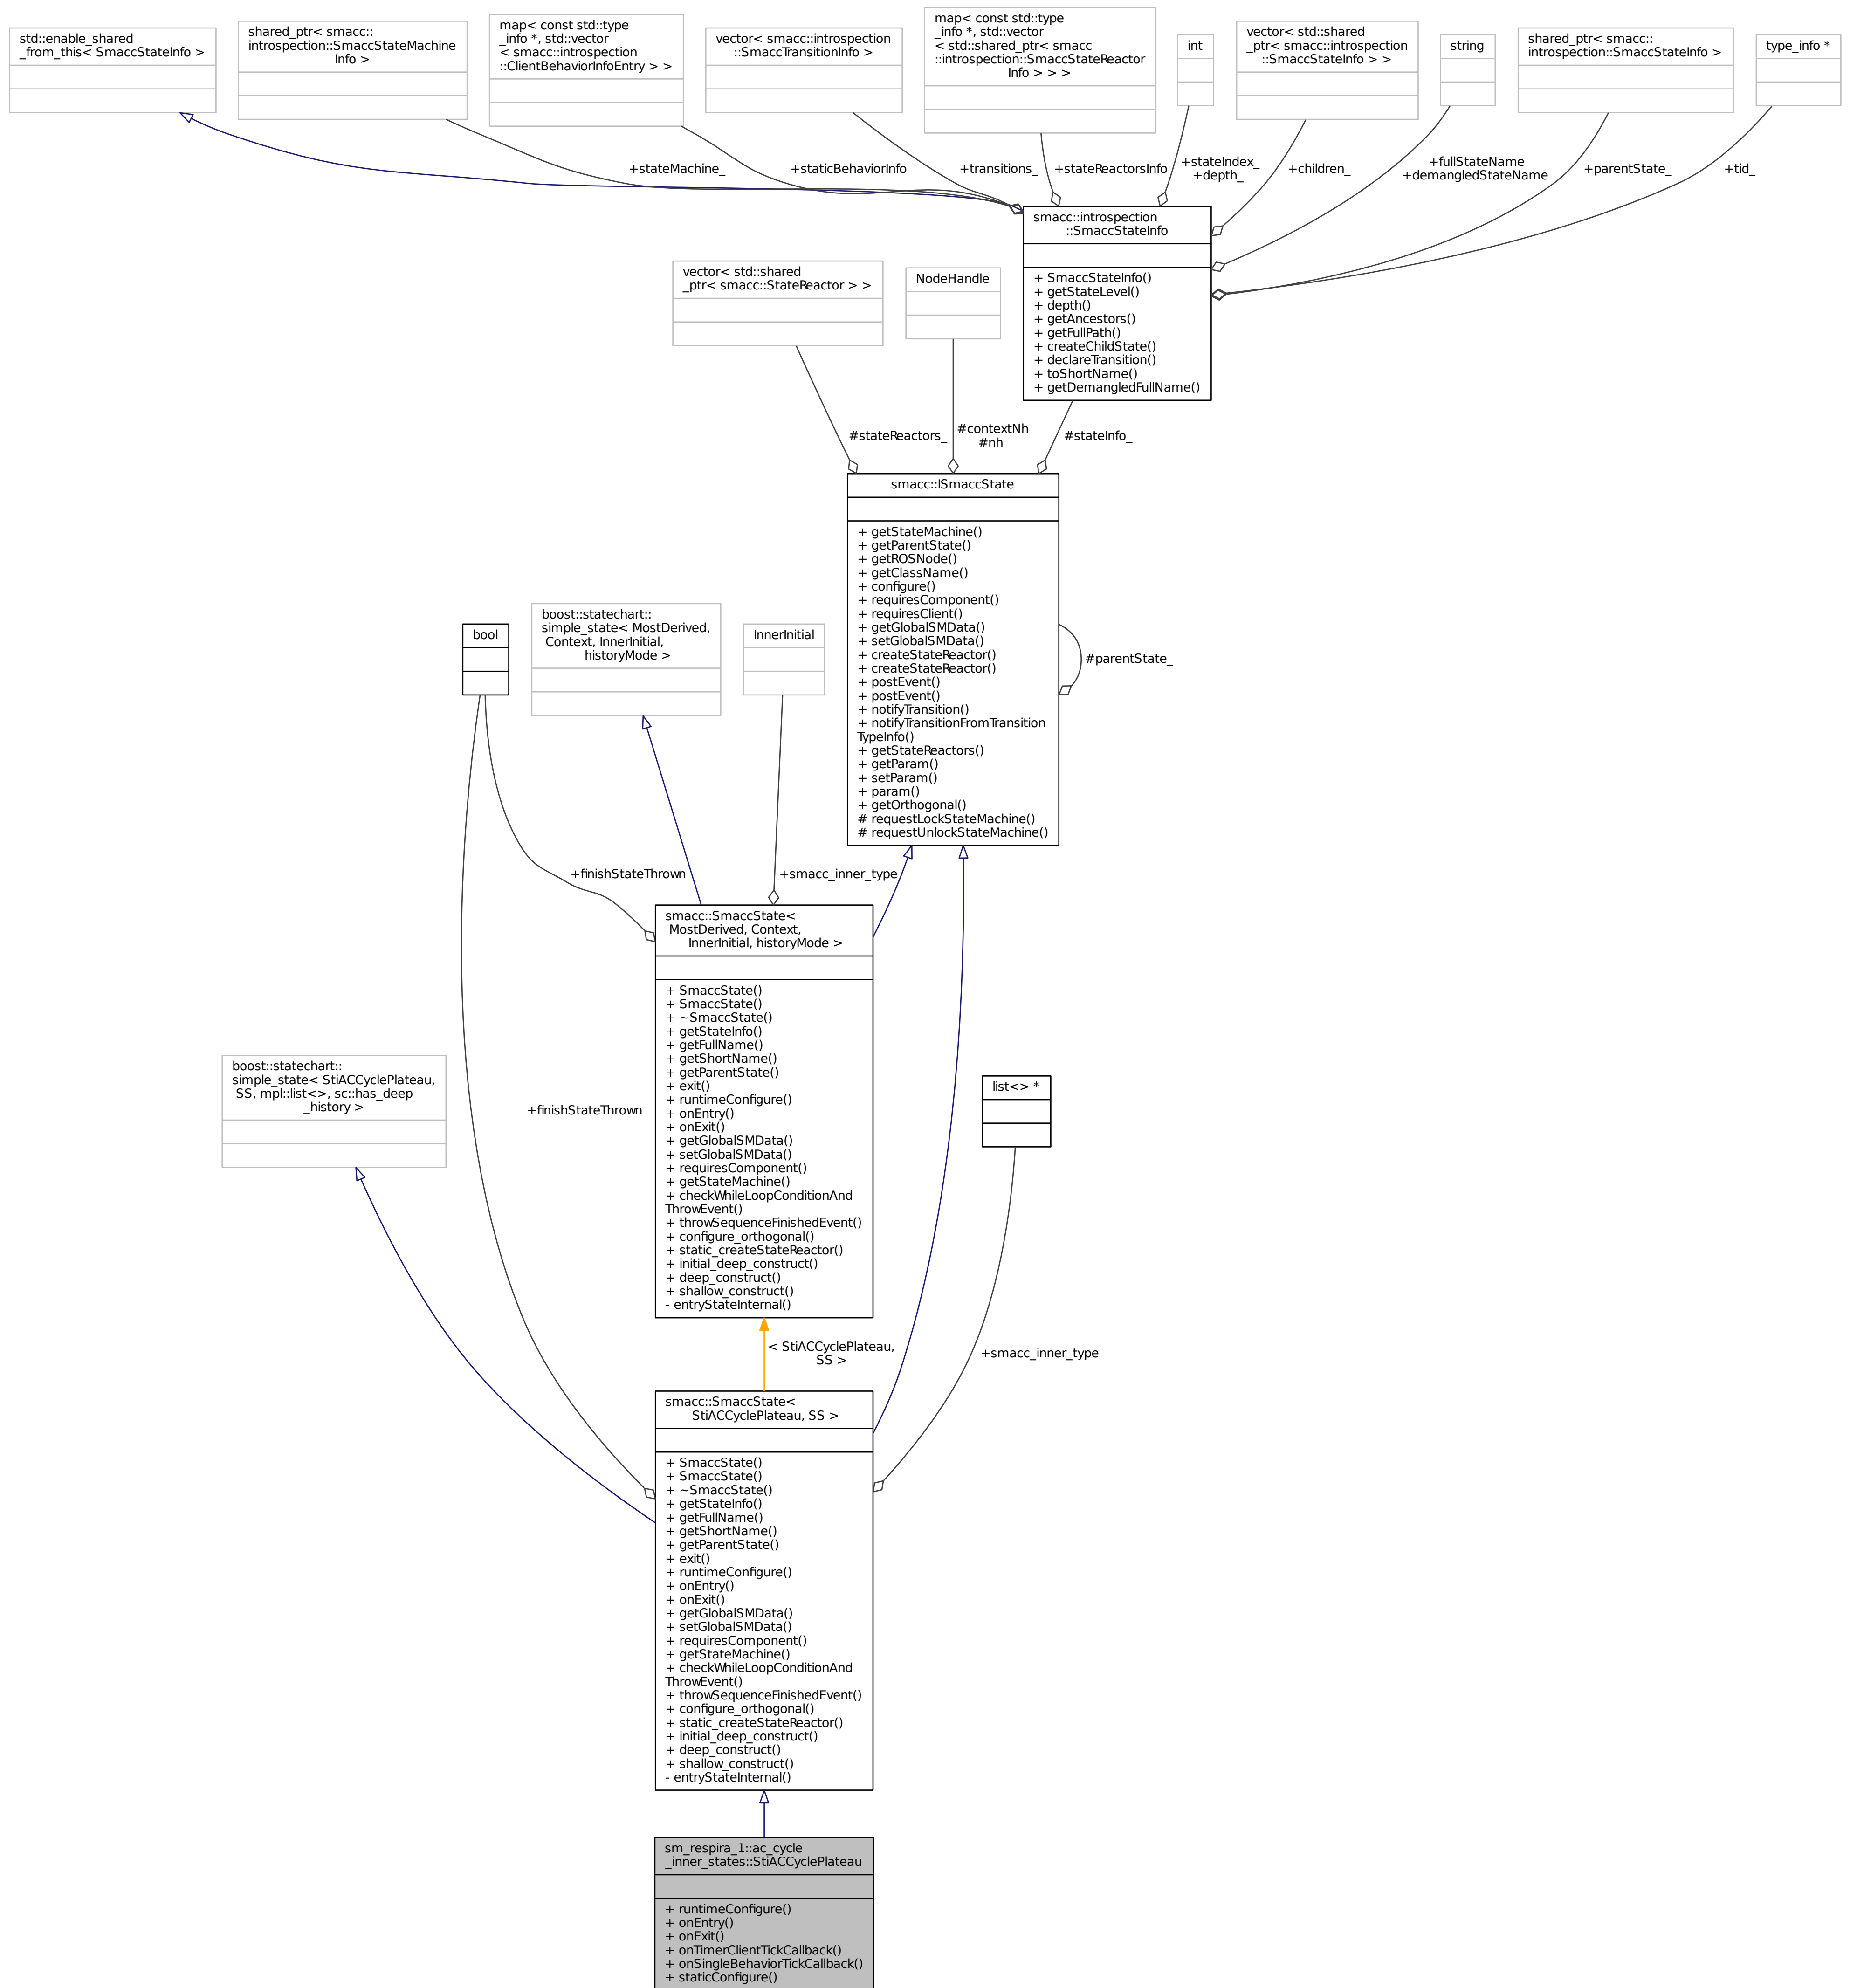 std::enable_shared
_from_this< SmaccStateInfo >
shared_ptr< smacc::
introspection::SmaccStateMachine
Info >
map< const std::type
_info *, std::vector
< smacc::introspection
::ClientBehaviorInfoEntry > >
vector< smacc::introspection
::SmaccTransitionInfo >
map< const std::type
_info *, std::vector
< std::shared_ptr< smacc
::introspection::SmaccStateReactor
Info > > >
int
vector< std::shared
_ptr< smacc::introspection
::SmaccStateInfo > >
string
shared_ptr< smacc::
introspection::SmaccStateInfo >
type_info *
+stateMachine_
+staticBehaviorInfo
+transitions_
+stateReactorsInfo
+stateIndex_
+depth_
+children_
+fullStateName
+demangledStateName
+parentState_
+tid_
smacc::introspection
::SmaccStateInfo
+ SmaccStateInfo()
+ getStateLevel()
+ depth()
+ getAncestors()
+ getFullPath()
+ createChildState()
+ declareTransition()
+ toShortName()
+ getDemangledFullName()
vector< std::shared
_ptr< smacc::StateReactor > >
NodeHandle
#stateReactors_
#contextNh
#nh
#stateInfo_
smacc::ISmaccState
+ getStateMachine()
+ getParentState()
+ getROSNode()
+ getClassName()
+ configure()
+ requiresComponent()
+ requiresClient()
+ getGlobalSMData()
+ setGlobalSMData()
+ createStateReactor()
+ createStateReactor()
+ postEvent()
+ postEvent()
+ notifyTransition()
+ notifyTransitionFromTransition
TypeInfo()
+ getStateReactors()
+ getParam()
+ setParam()
+ param()
+ getOrthogonal()
# requestLockStateMachine()
# requestUnlockStateMachine()
#parentState_
bool
boost::statechart::
simple_state< MostDerived,
Context, InnerInitial,
historyMode >
InnerInitial
+finishStateThrown
+smacc_inner_type
smacc::SmaccState<
MostDerived, Context,
InnerInitial, historyMode >
+ SmaccState()
+ SmaccState()
+ ~SmaccState()
+ getStateInfo()
+ getFullName()
+ getShortName()
+ getParentState()
+ exit()
+ runtimeConfigure()
+ onEntry()
+ onExit()
+ getGlobalSMData()
+ setGlobalSMData()
+ requiresComponent()
+ getStateMachine()
+ checkWhileLoopConditionAnd
ThrowEvent()
+ throwSequenceFinishedEvent()
+ configure_orthogonal()
+ static_createStateReactor()
+ initial_deep_construct()
+ deep_construct()
+ shallow_construct()
- entryStateInternal()
boost::statechart::
simple_state< StiACCyclePlateau,
SS, mpl::list<>, sc::has_deep
_history >
+finishStateThrown
list<> *
< StiACCyclePlateau,
SS >
+smacc_inner_type
smacc::SmaccState<
StiACCyclePlateau, SS >
+ SmaccState()
+ SmaccState()
+ ~SmaccState()
+ getStateInfo()
+ getFullName()
+ getShortName()
+ getParentState()
+ exit()
+ runtimeConfigure()
+ onEntry()
+ onExit()
+ getGlobalSMData()
+ setGlobalSMData()
+ requiresComponent()
+ getStateMachine()
+ checkWhileLoopConditionAnd
ThrowEvent()
+ throwSequenceFinishedEvent()
+ configure_orthogonal()
+ static_createStateReactor()
+ initial_deep_construct()
+ deep_construct()
+ shallow_construct()
- entryStateInternal()
sm_respira_1::ac_cycle
_inner_states::StiACCyclePlateau
+ runtimeConfigure()
+ onEntry()
+ onExit()
+ onTimerClientTickCallback()
+ onSingleBehaviorTickCallback()
+ staticConfigure()